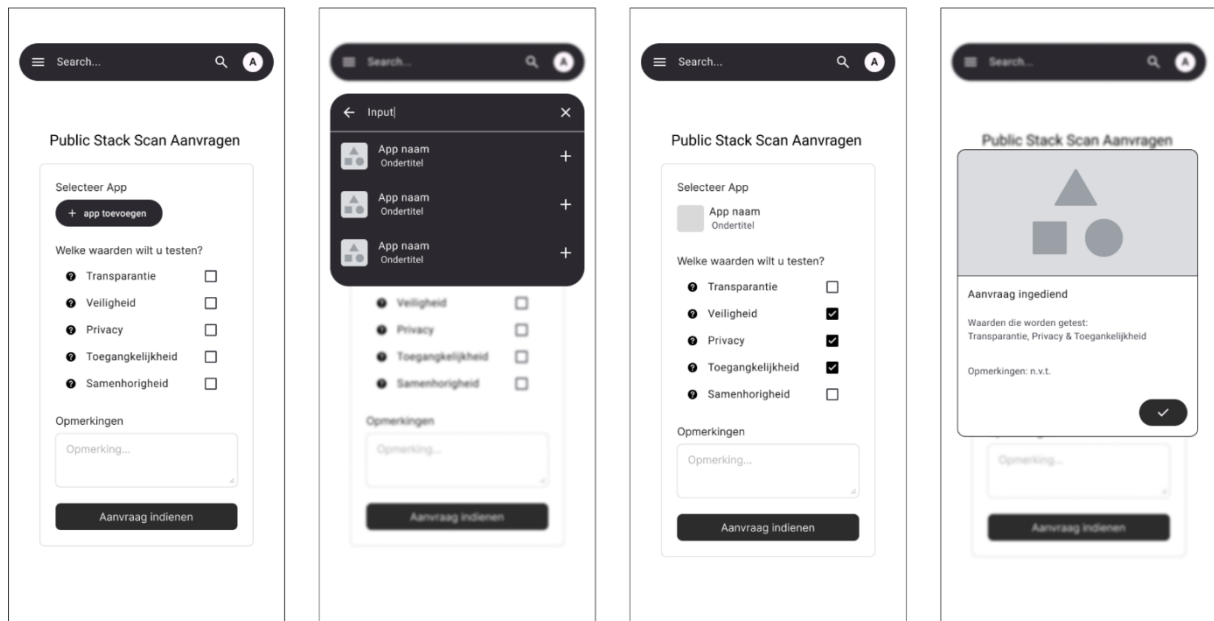 Search...
A
Public Stack Scan Aanvragen
Selecteer App
+ app toevoegen
Welke waarden wilt u testen?
? Transparantie
? Veiligheid
? Privacy
? Toegangkelijkheid
? Samenhorigheid
Opmerkingen
Opmerking...
Aanvraag indienen
Search...
A
Input
App naam
Ondertitel
App naam
Ondertitel
App naam
Ondertitel
Veiligheid
Privacy
Toegangkelijkheid
Samenhorigheid
Opmerkingen
Opmerking...
Aanvraag indienen
Search...
A
Public Stack Scan Aanvragen
Selecteer App
App naam
Ondertitel
Welke waarden wilt u testen?
? Transparantie
? Veiligheid
? Privacy
? Toegangkelijkheid
? Samenhorigheid
Opmerkingen
Opmerking...
Aanvraag indienen
Search...
A
Public Stack Scan Aanvragen
Aanvraag ingediend
Waarden die worden getest:
Transparantie, Privacy & Toegankelijkheid
Opmerkingen: n.v.t.
Opmerking...
Aanvraag indienen